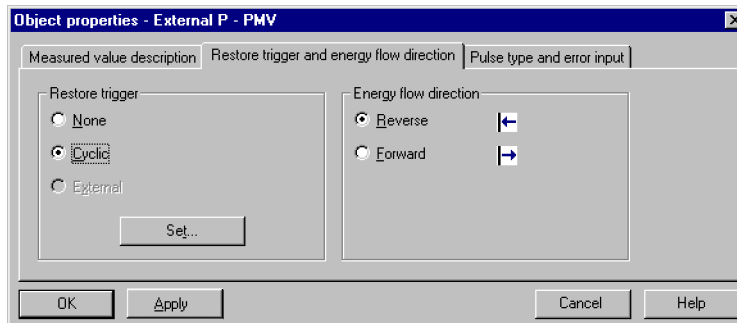 Object properties - External P - PMV
Measured value description Restore trigger and energy flow direction Pulse type and error input
Restore trigger Energy flow direction
None Reverse
Cyclic Forward
External
Set...
OK Apply Cancel Help